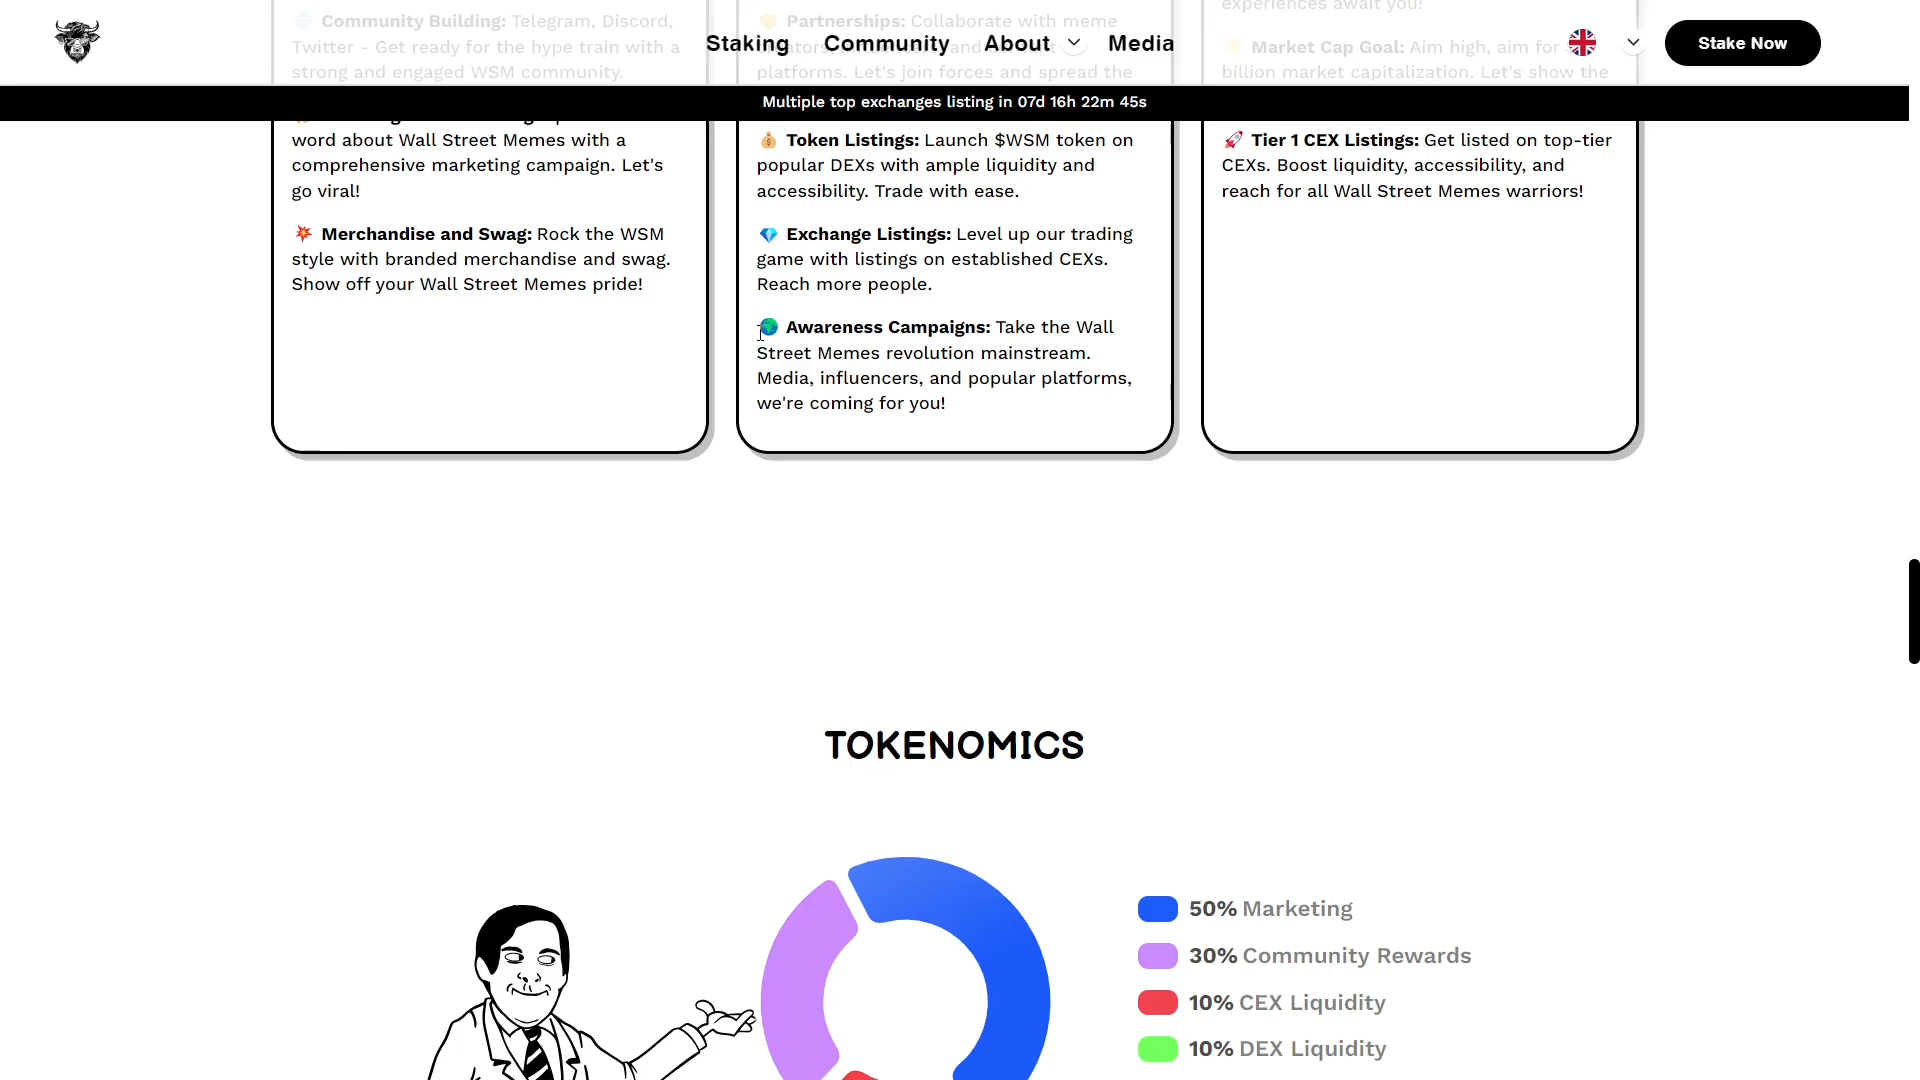 Staking
Community
About
Media
Stake Now
Multiple top exchanges listing in 07d 16h 22m 45s
🌐 Community Building: Telegram, Discord,
Twitter - Get ready for the hype train with a
strong and engaged WSM community.
word about Wall Street Memes with a
comprehensive marketing campaign. Let's
go viral!
💥 Merchandise and Swag: Rock the WSM
style with branded merchandise and swag.
Show off your Wall Street Memes pride!
Partnerships: Collaborate with meme
platforms. Let's join forces and spread the
💰 Token Listings: Launch $WSM token on
popular DEXs with ample liquidity and
accessibility. Trade with ease.
💎 Exchange Listings: Level up our trading
game with listings on established CEXs.
Reach more people.
🌍 Awareness Campaigns: Take the Wall
Street Memes revolution mainstream.
Media, influencers, and popular platforms,
we're coming for you!
experiences await you!
Market Cap Goal: Aim high, aim for
billion market capitalization. Let's show the
🚀 Tier 1 CEX Listings: Get listed on top-tier
CEXs. Boost liquidity, accessibility, and
reach for all Wall Street Memes warriors!
TOKENOMICS
50% Marketing
30% Community Rewards
10% CEX Liquidity
10% DEX Liquidity